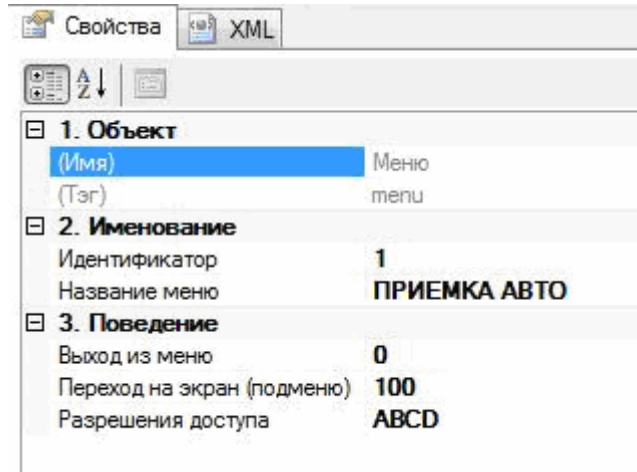 Свойства XML
1. Объект
(Имя) Меню
(Тэг) menu
2. Именование
Идентификатор 1
Название меню ПРИЕМКА АВТО
3. Поведение
Выход из меню 0
Переход на экран (подменю) 100
Разрешения доступа ABCD